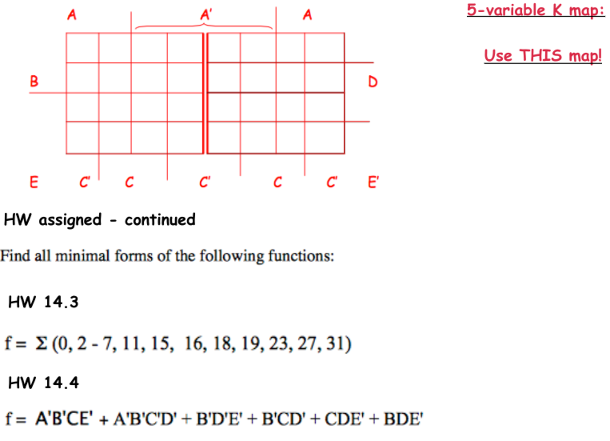 5-variable K map:
A A' A
Use THIS map!
B D
E C' C C' C C' E'
HW assigned - continued
Find all minimal forms of the following functions:
HW 14.3
f = Σ (0, 2 - 7, 11, 15, 16, 18, 19, 23, 27, 31)
HW 14.4
f = A'B'CE' + A'B'C'D' + B'D'E' + B'CD' + CDE' + BDE'